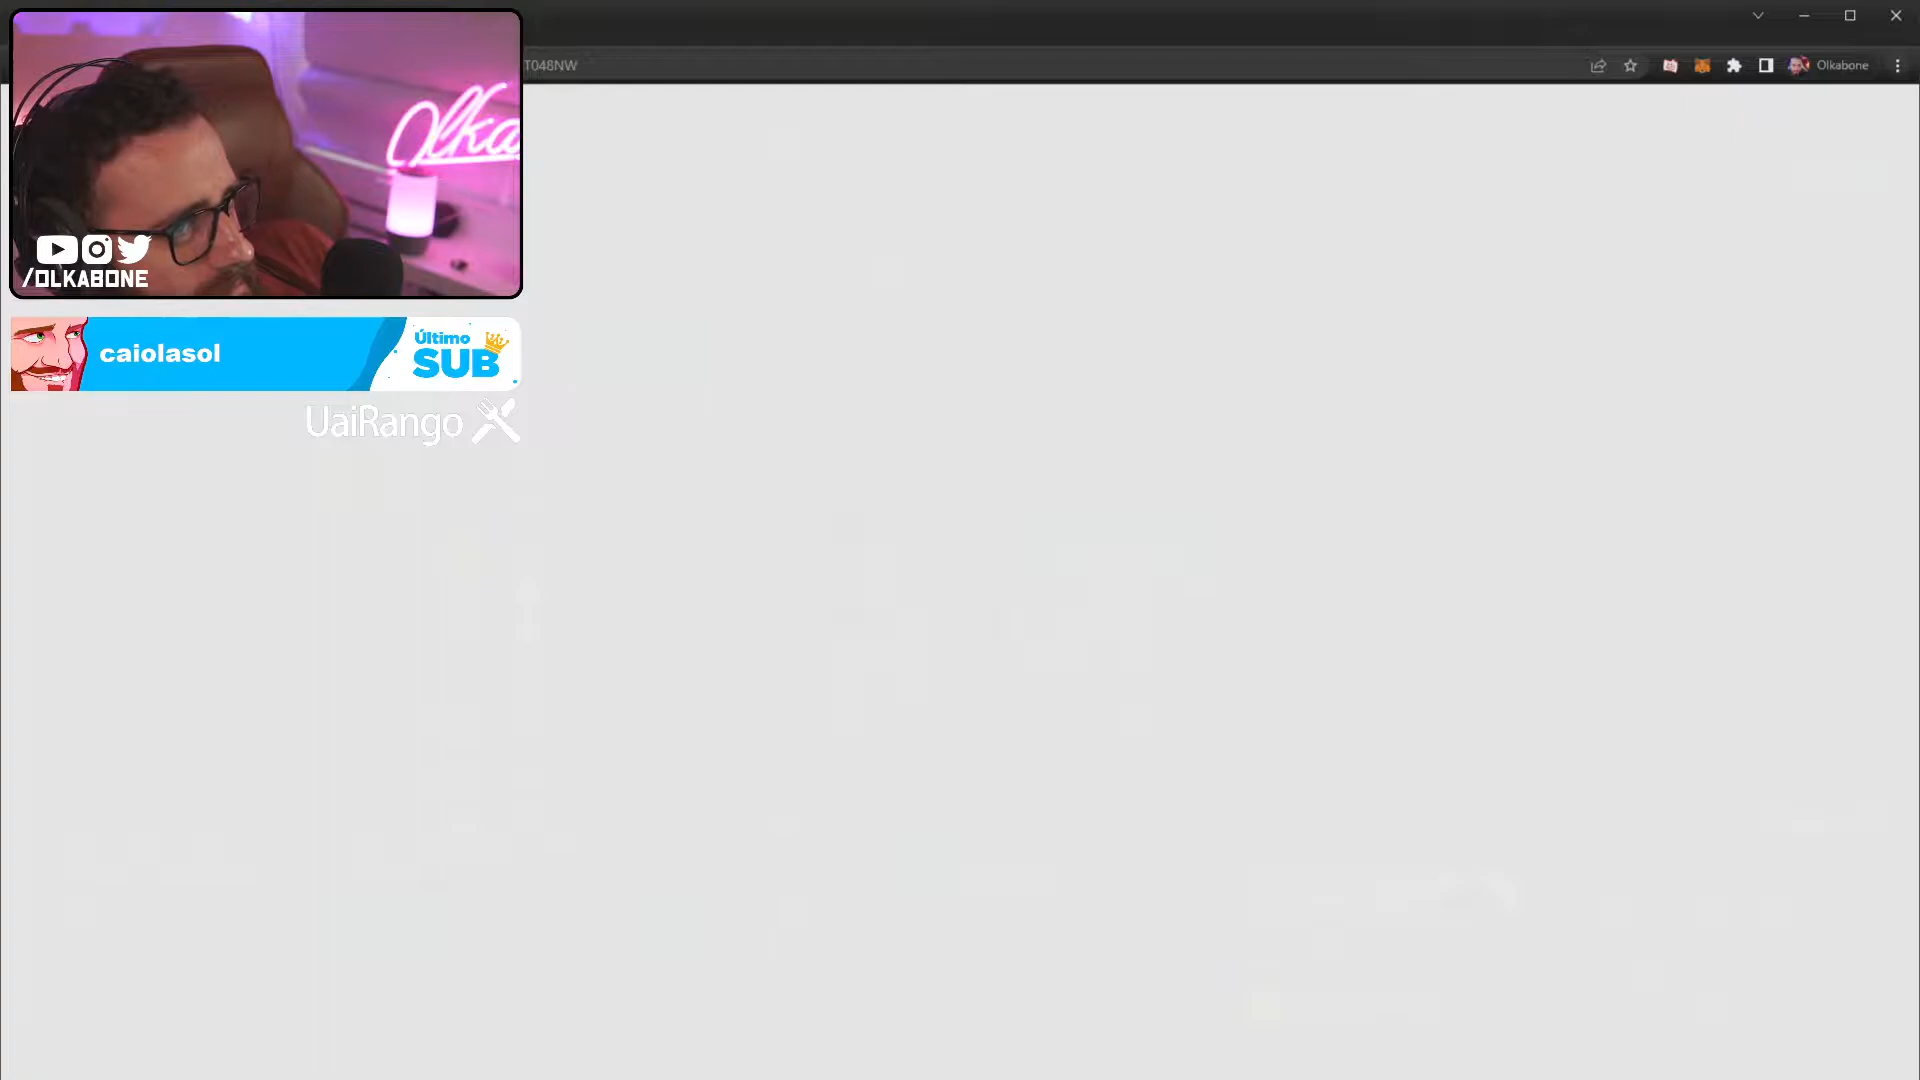 T048NW
Olkabone
Olka
/OLKABONE
caiolasol
Último
SUB
UaiRango